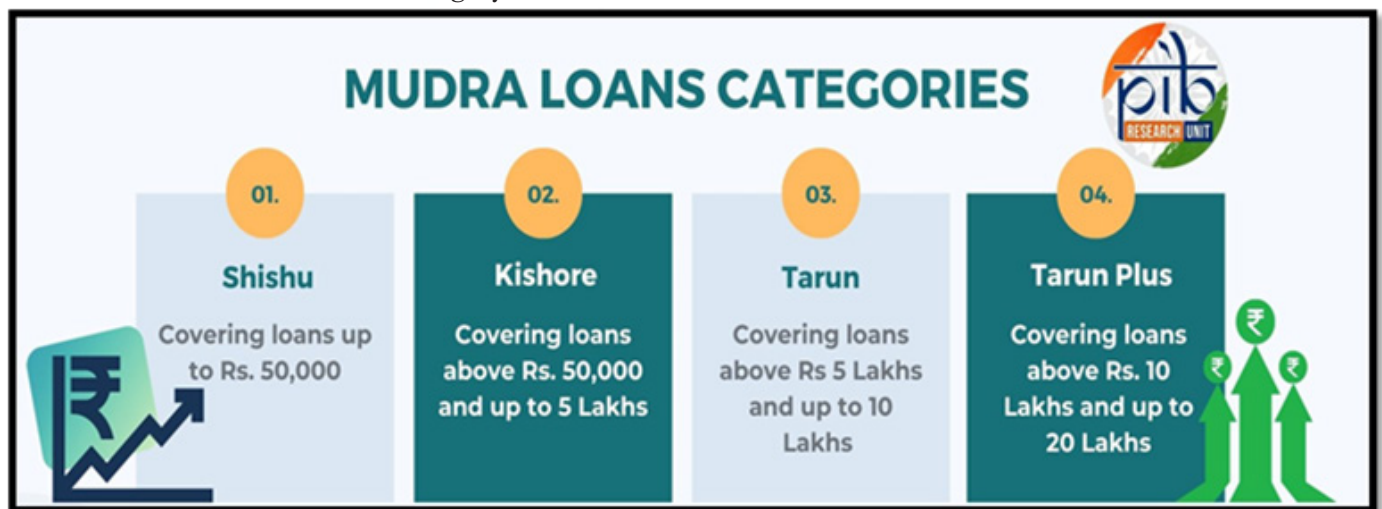 MUDRA LOANS CATEGORIES
pib
RESEARCH UNIT
01.
Shishu
Covering loans up
to Rs. 50,000
02.
Kishore
Covering loans
above Rs. 50,000
and up to 5 Lakhs
03.
Tarun
Covering loans
above Rs 5 Lakhs
and up to 10
Lakhs
04.
Tarun Plus
Covering loans
above Rs. 10
Lakhs and up to
20 Lakhs
₹
₹
₹
₹